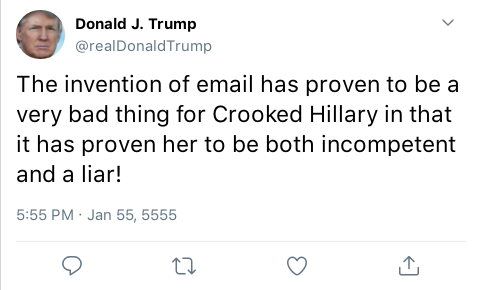 Donald J. Trump
@realDonaldTrump
The invention of email has proven to be a
very bad thing for Crooked Hillary in that
it has proven her to be both incompetent
and a liar!
5:55 PM · Jan 55, 5555